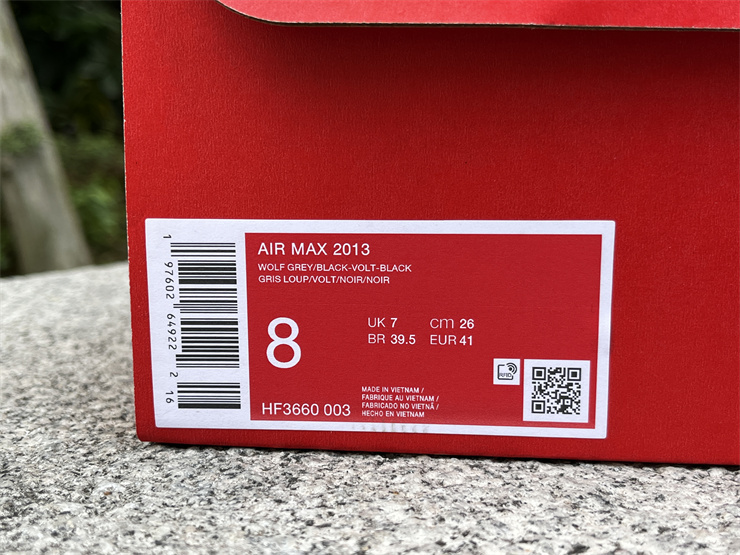 AIR MAX 2013
WOLF GREY/BLACK-VOLT-BLACK
GRIS LOUP/VOLT/NOIR/NOIR
8
UK 7 cm 26
BR 39.5 EUR 41
RFID
HF3660 003
MADE IN VIETNAM /
FABRIQUE AU VIETNAM /
FABRICADO NO VIETNÃ /
HECHO EN VIETNAM
1 97602 64922 2 16